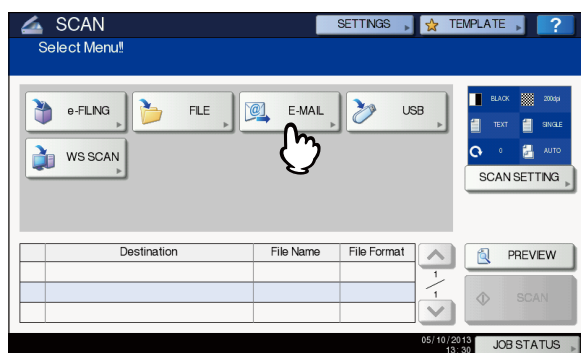 SCAN
SETTINGS
TEMPLATE
?
Select Menu!!
e-FILING
FILE
@
E-MAIL
USB
BLACK
200dpi
TEXT
SINGLE
0
AUTO
WS SCAN
SCAN SETTING
Destination
File Name
File Format
PREVIEW
1
1
SCAN
05/10/2013
13:30
JOB STATUS